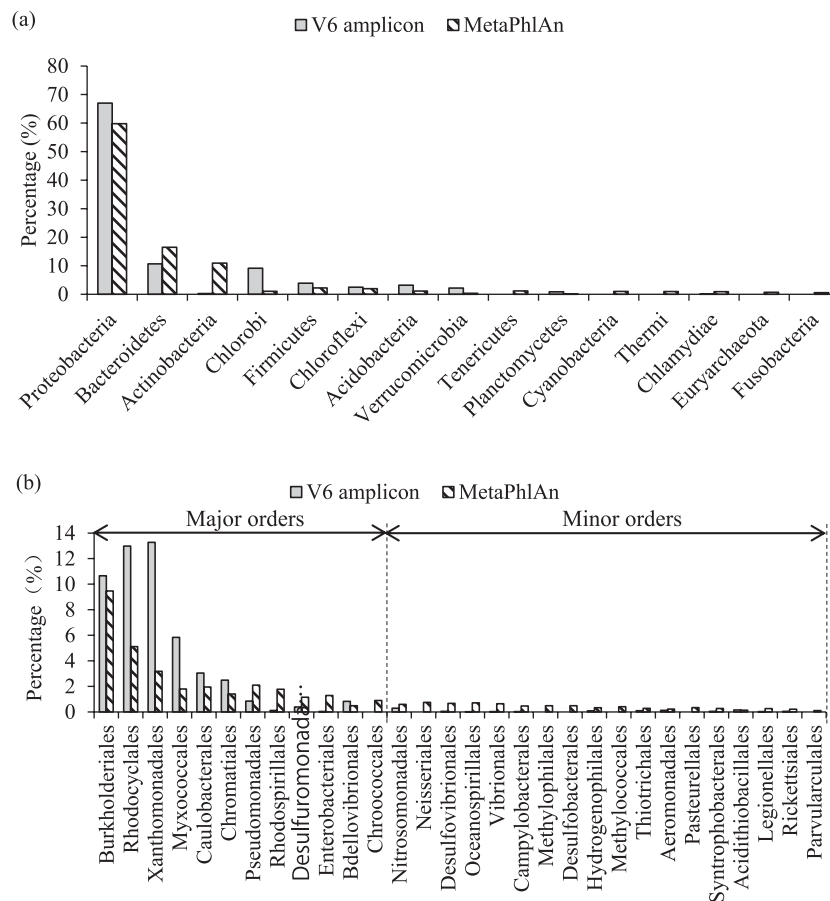 (a)
V6 amplicon MetaPhlAn
Percentage (%)
80
70
60
50
40
30
20
10
0
Proteobacteria
Bacteroidetes
Actinobacteria
Chlorobi
Firmicutes
Chloroflexi
Acidobacteria
Verrucomicrobia
Tenericutes
Planctomycetes
Cyanobacteria
Thermi
Chlamydiae
Euryarchaeota
Fusobacteria
(b)
V6 amplicon MetaPhlAn
Major orders Minor orders
Percentage (%)
14
12
10
8
6
4
2
0
Burkholderiales
Rhodocyclales
Xanthomonadales
Myxococcales
Caulobacterales
Chromatiales
Pseudomonadales
Rhodospirillales
Desulfuromonada…
Enterobacteriales
Bdellovibrionales
Chroococcales
Nitrosomonadales
Neisseriales
Desulfovibrionales
Oceanospirillales
Vibrionales
Campylobacterales
Methylophilales
Desulfobacterales
Hydrogenophilales
Methylococcales
Thiotrichales
Aeromonadales
Pasteurellales
Syntrophobacterales
Acidithiobacillales
Legionellales
Rickettsiales
Parvularculales